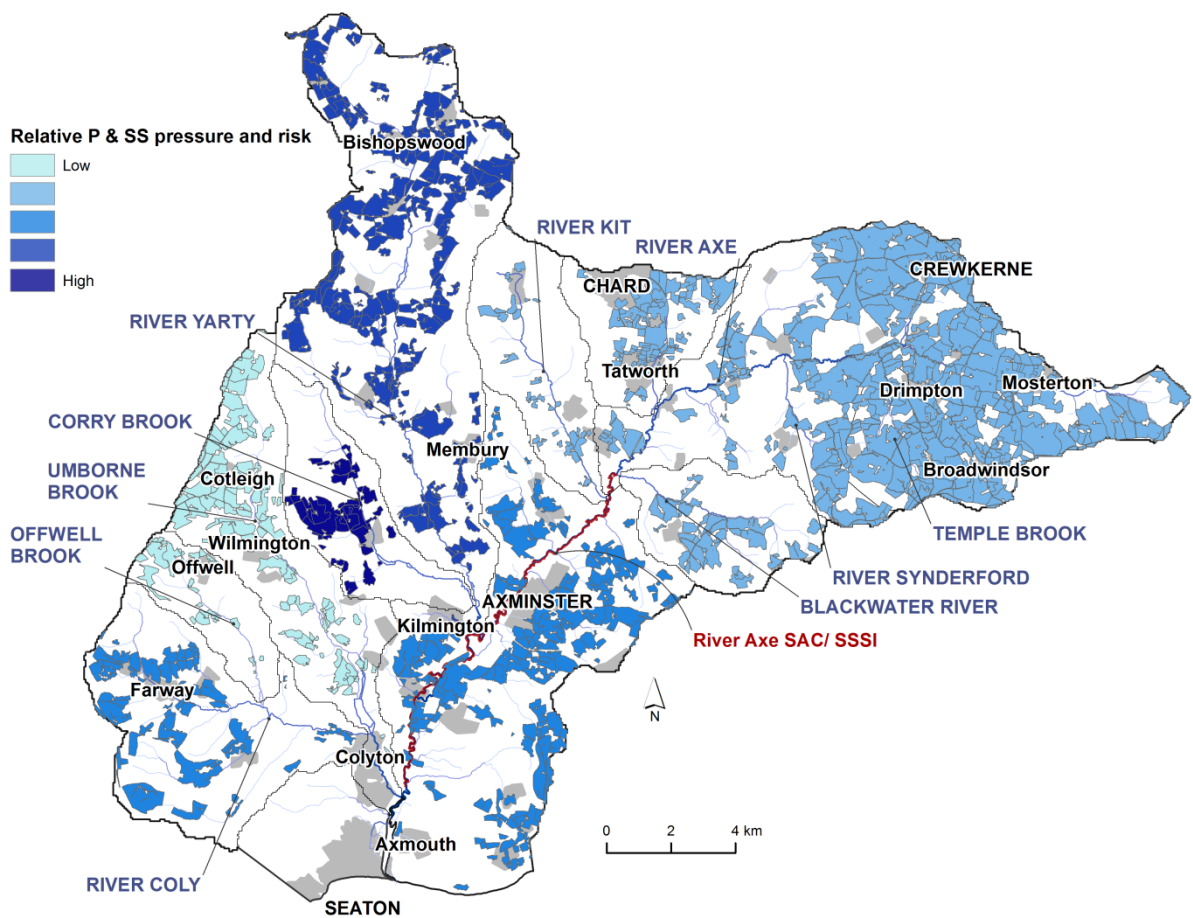 Relative P & SS pressure and risk
Low
High
Bishopswood
RIVER KIT
RIVER AXE
CHARD
CREWKERNE
RIVER YARTY
Tatworth
Drimpton
Mosterton
CORRY BROOK
Membury
Broadwindsor
UMBORNE
BROOK
Cotleigh
OFFWELL
BROOK
Wilmington
Offwell
TEMPLE BROOK
RIVER SYNDERFORD
BLACKWATER RIVER
AXMINSTER
Kilmington
River Axe SAC/ SSSI
Farway
N
Colyton
0 2 4 km
Axmouth
RIVER COLY
SEATON